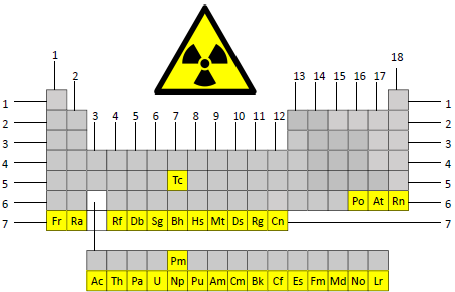 1 18
2 13 14 15 16 17
3 4 5 6 7 8 9 10 11 12
1 1
2 2
3 3
4 4
5 Tc 5
6 Po At Rn 6
7 Fr Ra Rf Db Sg Bh Hs Mt Ds Rg Cn 7
Pm
Ac Th Pa U Np Pu Am Cm Bk Cf Es Fm Md No Lr